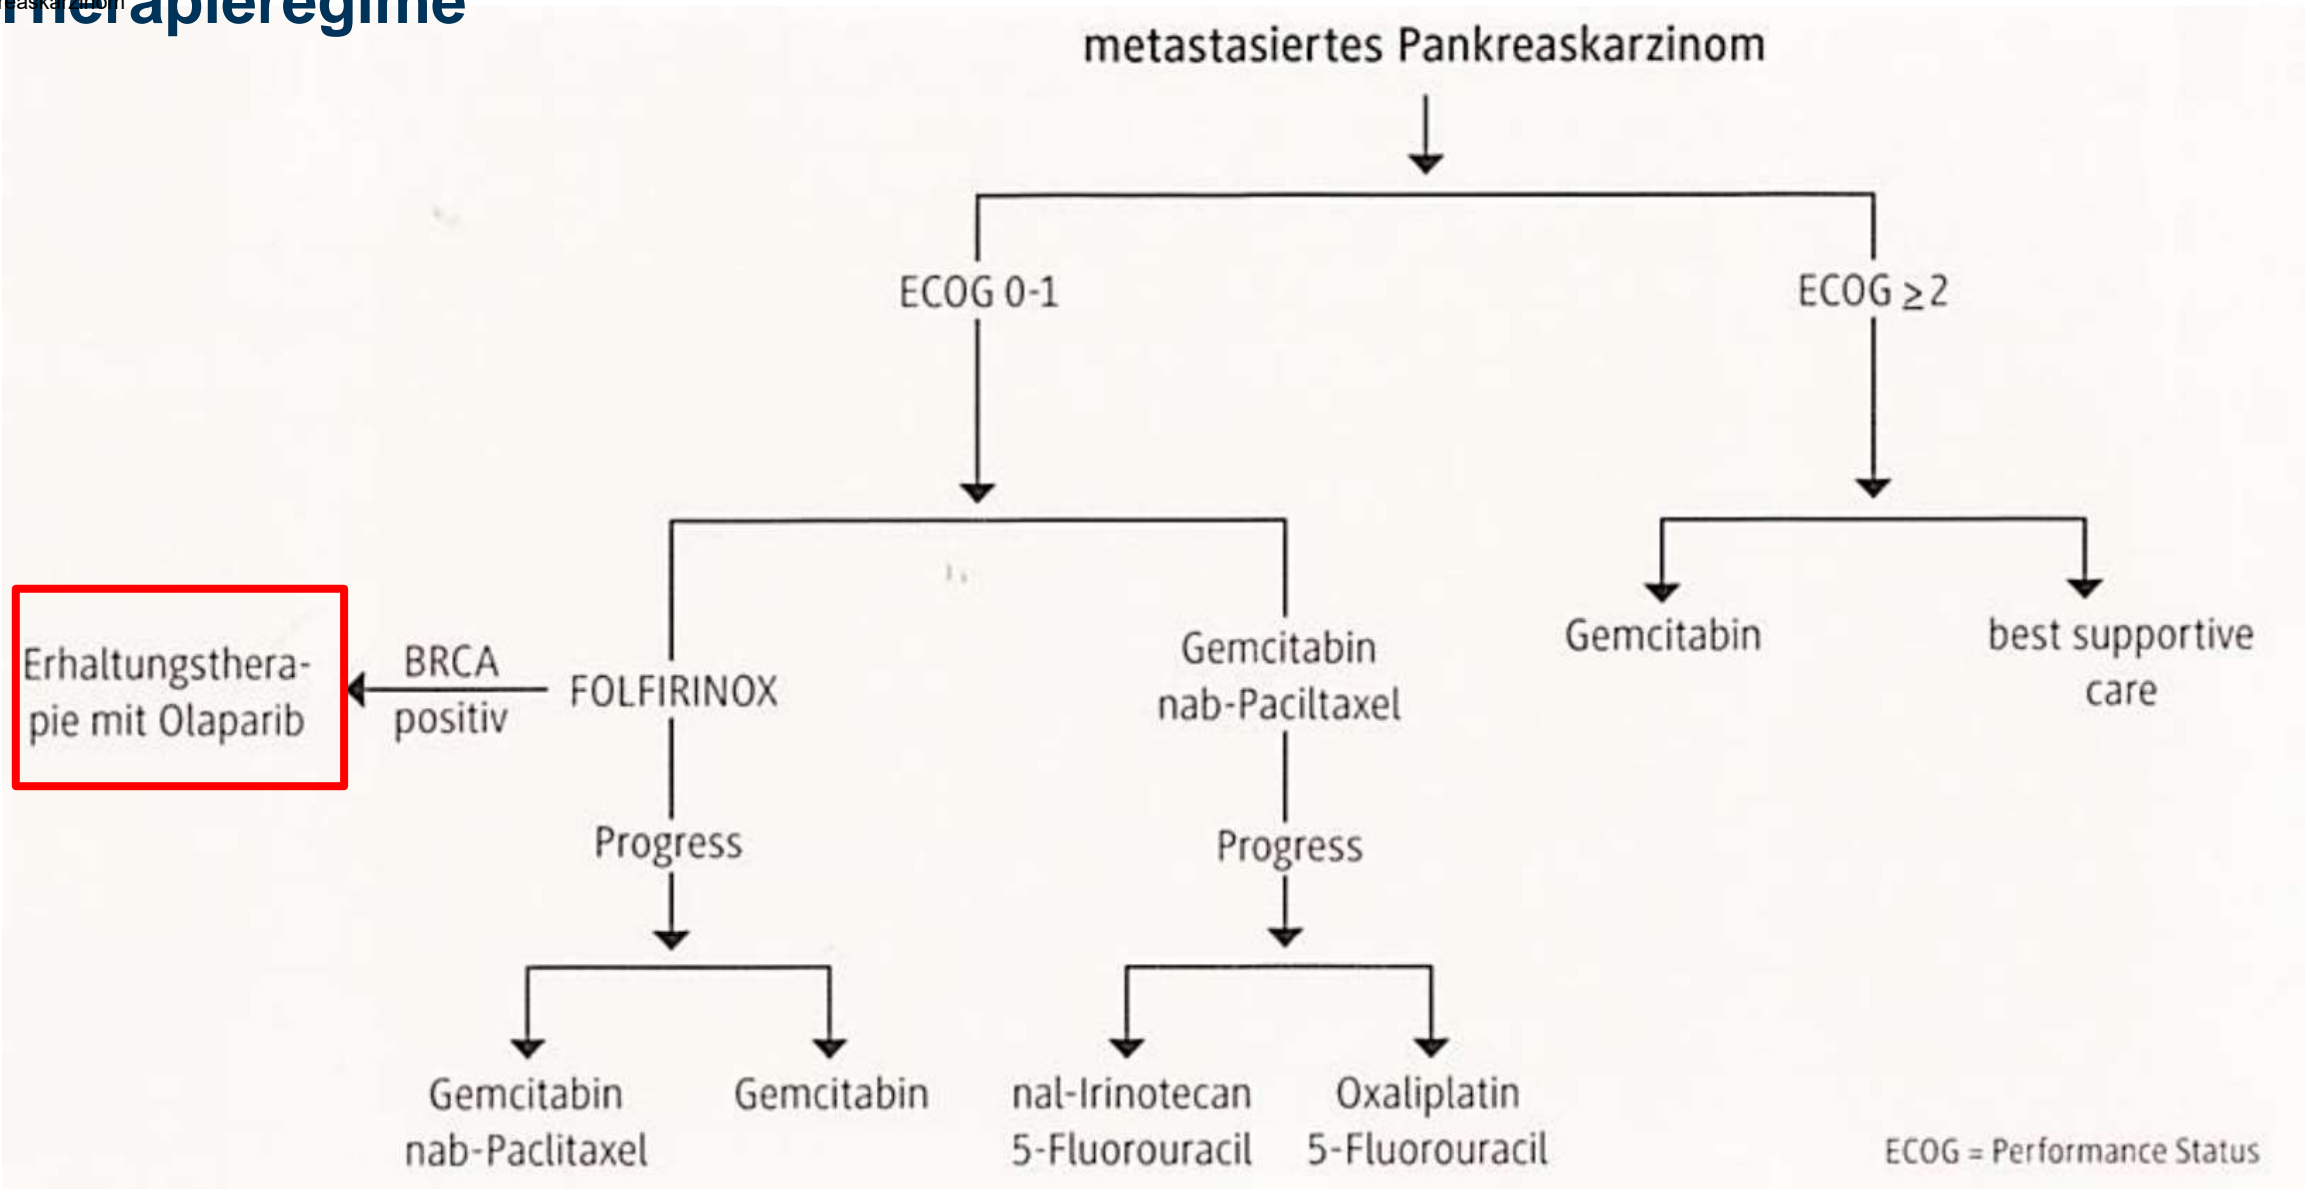 Therapieregime
metastasiertes Pankreaskarzinom
ECOG 0-1
ECOG ≥2
Erhaltungsthera-
pie mit Olaparib
BRCA
positiv
FOLFIRINOX
Gemcitabin
nab-Paciltaxel
Gemcitabin
best supportive
care
Progress
Progress
Gemcitabin
nab-Paclitaxel
Gemcitabin
nal-Irinotecan
5-Fluorouracil
Oxaliplatin
5-Fluorouracil
ECOG = Performance Status